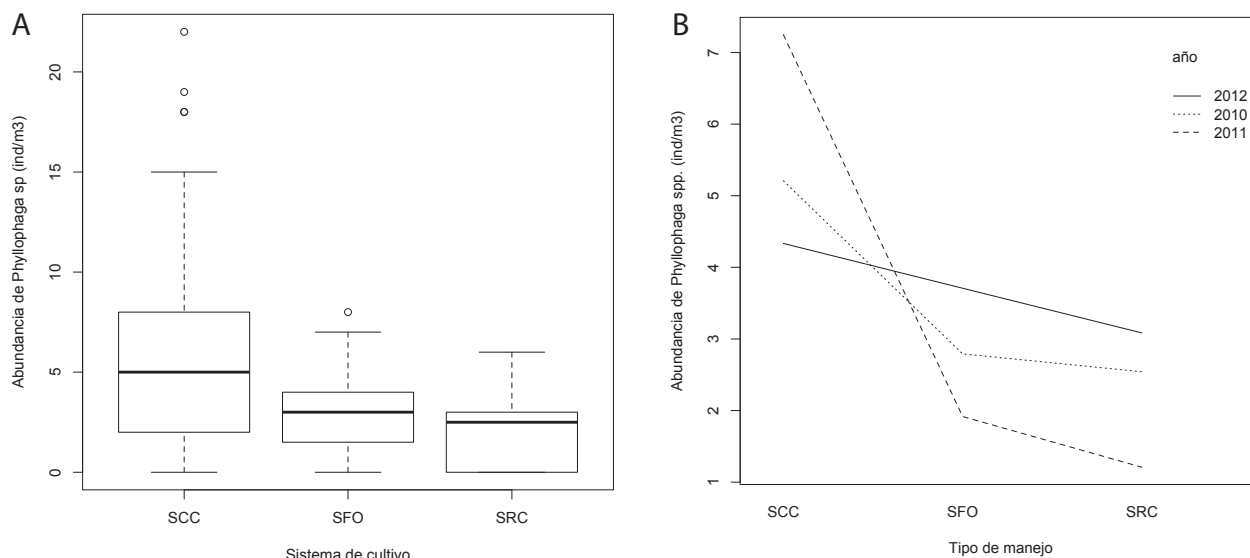 A
Abundancia de Phyllophaga sp (ind/m3)
20
15
10
5
0
SCC SFO SRC
Sistema de cultivo
B
Abundancia de Phyllophaga spp. (ind/m3)
7
6
5
4
3
2
1
año
2012
2010
2011
SCC SFO SRC
Tipo de manejo